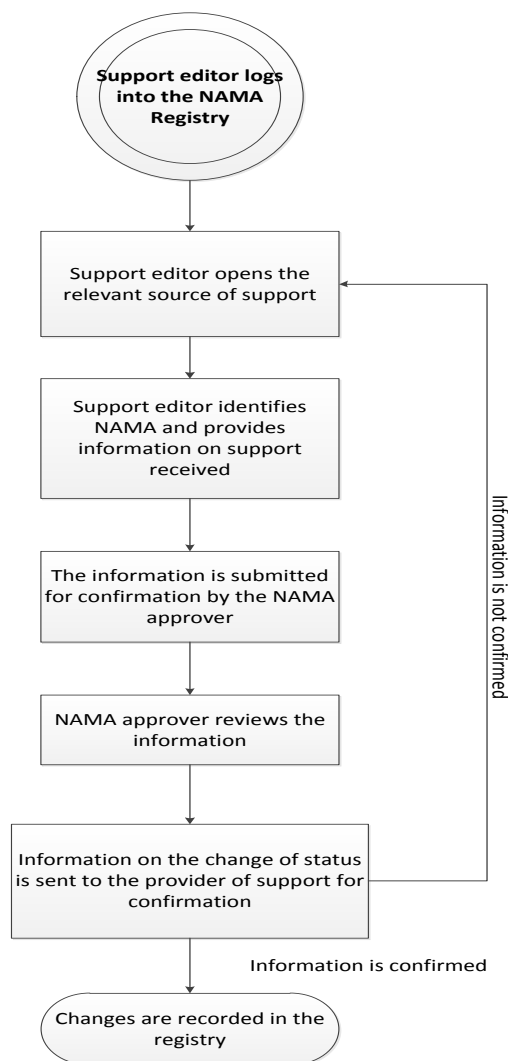 Support editor logs
into the NAMA
Registry
Support editor opens the
relevant source of support
Support editor identifies
NAMA and provides
information on support
received
The information is submitted
for confirmation by the NAMA
approver
NAMA approver reviews the
information
Information on the change of status
is sent to the provider of support for
confirmation
Information is not confirmed
Information is confirmed
Changes are recorded in the
registry